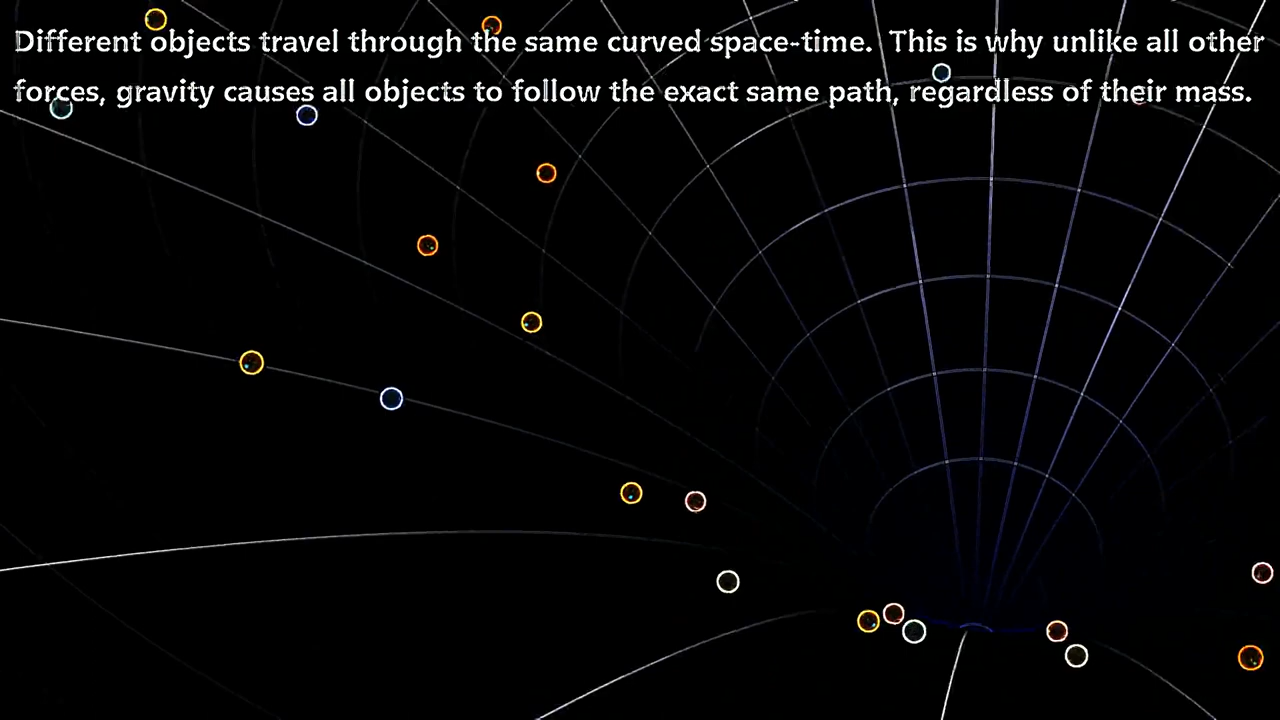 Different objects travel through the same curved space-time.  This is why unlike all other
forces, gravity causes all objects to follow the exact same path, regardless of their mass.